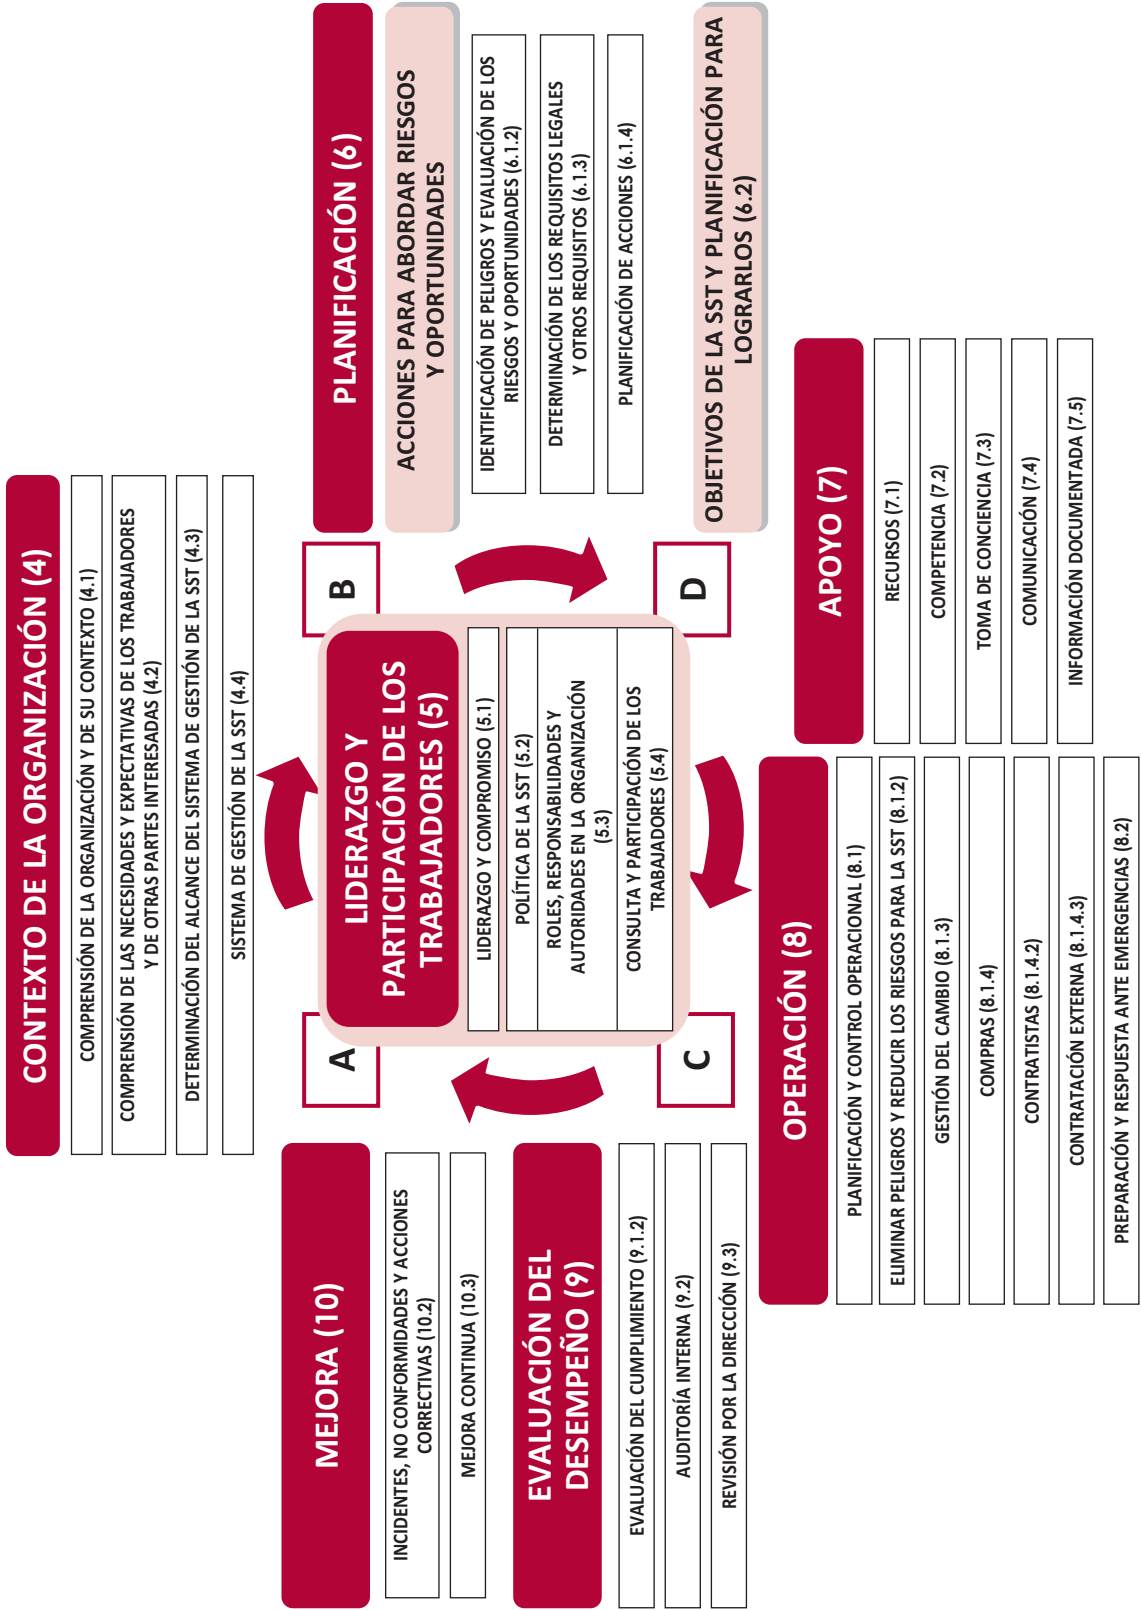 CONTEXTO DE LA ORGANIZACIÓN (4)
COMPRENSIÓN DE LA ORGANIZACIÓN Y DE SU CONTEXTO (4.1)
COMPRENSIÓN DE LAS NECESIDADES Y EXPECTATIVAS DE LOS TRABAJADORES
Y DE OTRAS PARTES INTERESADAS (4.2)
DETERMINACIÓN DEL ALCANCE DEL SISTEMA DE GESTIÓN DE LA SST (4.3)
SISTEMA DE GESTIÓN DE LA SST (4.4)
MEJORA (10)
INCIDENTES, NO CONFORMIDADES Y ACCIONES
CORRECTIVAS (10.2)
MEJORA CONTINUA (10.3)
EVALUACIÓN DEL
DESEMPEÑO (9)
EVALUACIÓN DEL CUMPLIMIENTO (9.1.2)
AUDITORÍA INTERNA (9.2)
REVISIÓN POR LA DIRECCIÓN (9.3)
A
B
LIDERAZGO Y
PARTICIPACIÓN DE LOS
TRABAJADORES (5)
LIDERAZGO Y COMPROMISO (5.1)
POLÍTICA DE LA SST (5.2)
ROLES, RESPONSABILIDADES Y
AUTORIDADES EN LA ORGANIZACIÓN
(5.3)
CONSULTA Y PARTICIPACIÓN DE LOS
TRABAJADORES (5.4)
C
D
PLANIFICACIÓN (6)
ACCIONES PARA ABORDAR RIESGOS
Y OPORTUNIDADES
IDENTIFICACIÓN DE PELIGROS Y EVALUACIÓN DE LOS
RIESGOS Y OPORTUNIDADES (6.1.2)
DETERMINACIÓN DE LOS REQUISITOS LEGALES
Y OTROS REQUISITOS (6.1.3)
PLANIFICACIÓN DE ACCIONES (6.1.4)
OBJETIVOS DE LA SST Y PLANIFICACIÓN PARA
LOGRARLOS (6.2)
OPERACIÓN (8)
PLANIFICACIÓN Y CONTROL OPERACIONAL (8.1)
ELIMINAR PELIGROS Y REDUCIR LOS RIESGOS PARA LA SST (8.1.2)
GESTIÓN DEL CAMBIO (8.1.3)
COMPRAS (8.1.4)
CONTRATISTAS (8.1.4.2)
CONTRATACIÓN EXTERNA (8.1.4.3)
PREPARACIÓN Y RESPUESTA ANTE EMERGENCIAS (8.2)
APOYO (7)
RECURSOS (7.1)
COMPETENCIA (7.2)
TOMA DE CONCIENCIA (7.3)
COMUNICACIÓN (7.4)
INFORMACIÓN DOCUMENTADA (7.5)